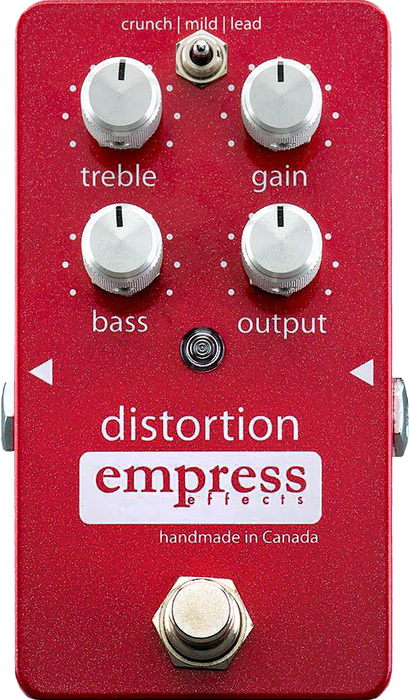 crunch | mild | lead
treble gain
bass output
distortion
empress
effects
handmade in Canada